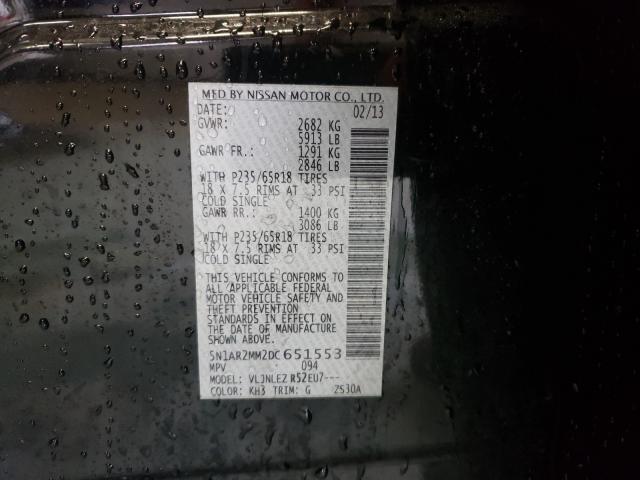 MFD BY NISSAN MOTOR CO., LTD.
DATE: 02/13
GVWR: 2682 KG
5913 LB
GAWR FR.: 1291 KG
2846 LB
WITH P235/65R18 TIRES
18 X 7.5 RIMS AT 33 PSI
COLD SINGLE
GAWR RR.: 1400 KG
3086 LB
WITH P235/65R18 TIRES
18 X 7.5 RIMS AT 33 PSI
COLD SINGLE
THIS VEHICLE CONFORMS TO
ALL APPLICABLE FEDERAL
MOTOR VEHICLE SAFETY AND
THEFT PREVENTION
STANDARDS IN EFFECT ON
THE DATE OF MANUFACTURE
SHOWN ABOVE.
5N1AR2MM2DC651553
MPV 094
MODEL: VLJNLEZ R52EU7---
COLOR: KH3 TRIM: G ZS30A